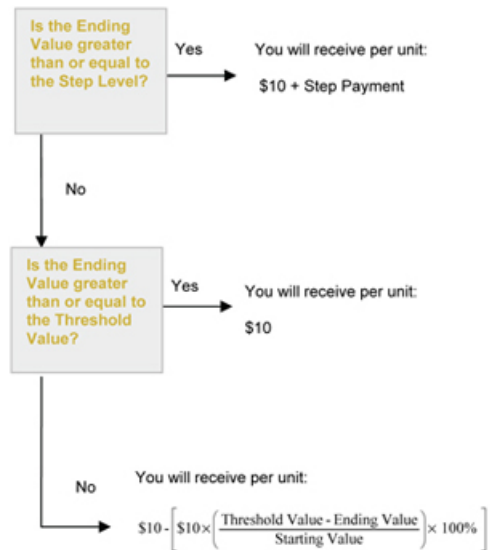 Is the Ending
Value greater
than or equal to
the Step Level?
Yes
You will receive per unit:
$10 + Step Payment
No
Is the Ending
Value greater
than or equal to
the Threshold
Value?
Yes
You will receive per unit:
$10
No
You will receive per unit:
$10 - [$10 × (Threshold Value - Ending Value / Starting Value) × 100%]